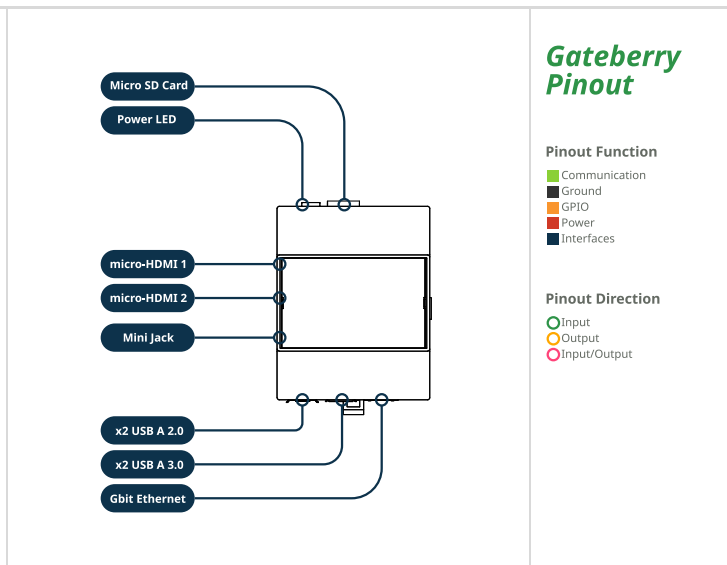 Micro SD Card
Power LED
micro-HDMI 1
micro-HDMI 2
Mini Jack
x2 USB A 2.0
x2 USB A 3.0
Gbit Ethernet
Gateberry
Pinout
Pinout Function
Communication
Ground
GPIO
Power
Interfaces
Pinout Direction
Input
Output
Input/Output